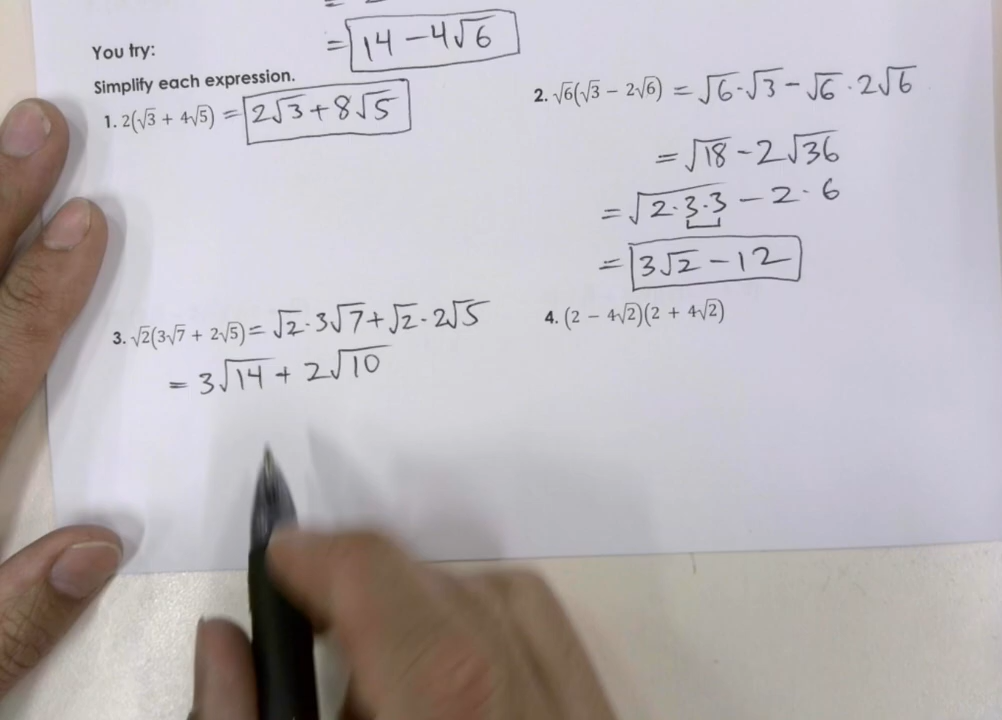 = 14 - 4√6
You try:
Simplify each expression.
1. 2(√3 + 4√5) = 2√3 + 8√5
2. √6(√3 - 2√6) = √6·√3 - √6·2√6
= √18 - 2√36
= √2·3·3 - 2·6
= 3√2 - 12
3. √2(3√7 + 2√5) = √2·3√7 + √2·2√5
= 3√14 + 2√10
4. (2 - 4√2)(2 + 4√2)